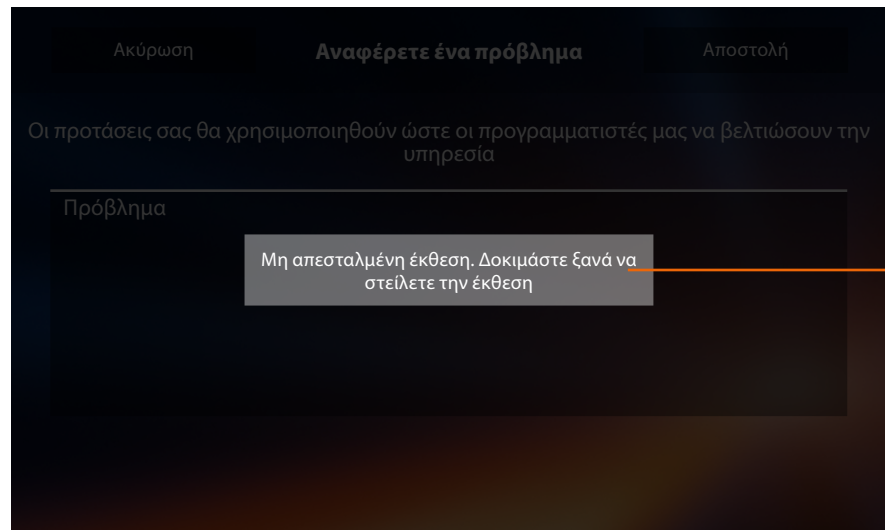 Ακύρωση
Αναφέρετε ένα πρόβλημα
Αποστολή
Οι προτάσεις σας θα χρησιμοποιηθούν ώστε οι προγραμματιστές μας να βελτιώσουν την
υπηρεσία
Πρόβλημα
Μη απεσταλμένη έκθεση. Δοκιμάστε ξανά να
στείλετε την έκθεση